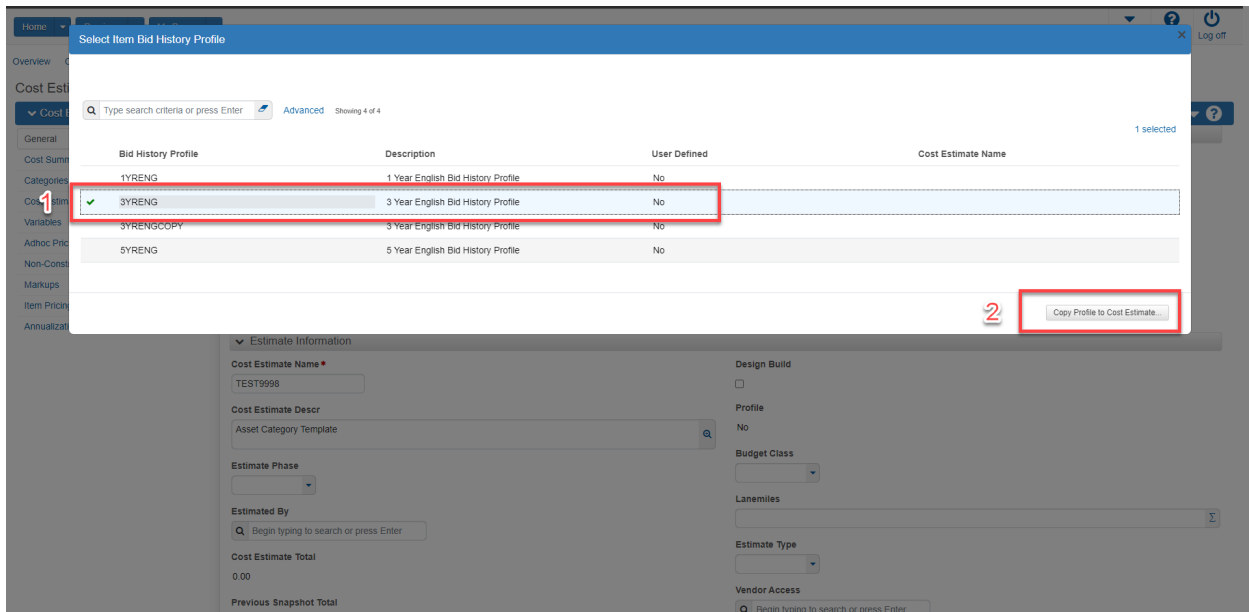 Home
Log off
Select Item Bid History Profile
×
Overview
Cost Esti
Cost E
Type search criteria or press Enter Advanced Showing 4 of 4
1 selected
General
Bid History Profile Description User Defined Cost Estimate Name
Cost Summ
Categories 1YRENG 1 Year English Bid History Profile No
1
Cost Estim 3YRENG 3 Year English Bid History Profile No
Variables 3YRENGCOPY 3 Year English Bid History Profile No
Adhoc Pric 5YRENG 5 Year English Bid History Profile No
Non-Const
Markups
Item Pricing
2 Copy Profile to Cost Estimate...
Annualizati
Estimate Information
Cost Estimate Name* Design Build
TEST9998
Cost Estimate Descr Profile
Asset Category Template No
Budget Class
Estimate Phase
Lanemiles
Estimated By
Begin typing to search or press Enter Σ
Estimate Type
Cost Estimate Total
0.00
Vendor Access
Previous Snapshot Total
Begin typing to search or press Enter